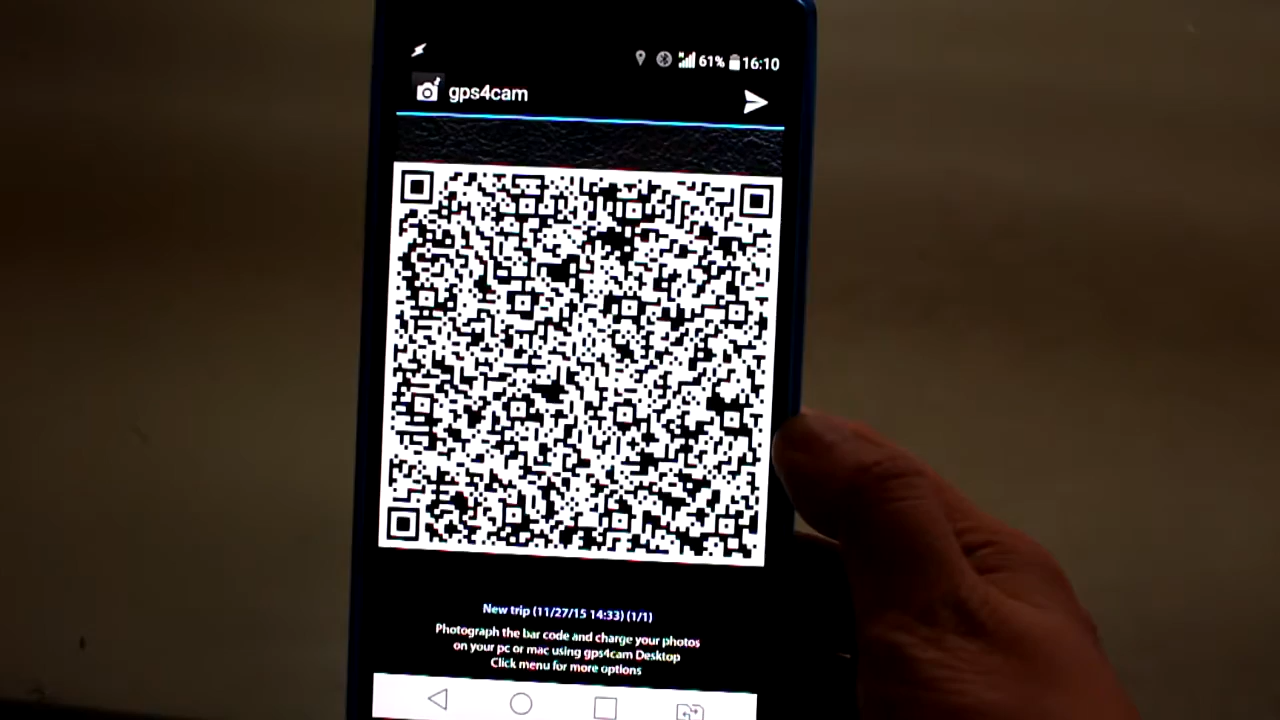 61% 16:10
gps4cam
New trip (11/27/15 14:33) (1/1)
Photograph the bar code and charge your photos
on your pc or mac using gps4cam Desktop
Click menu for more options